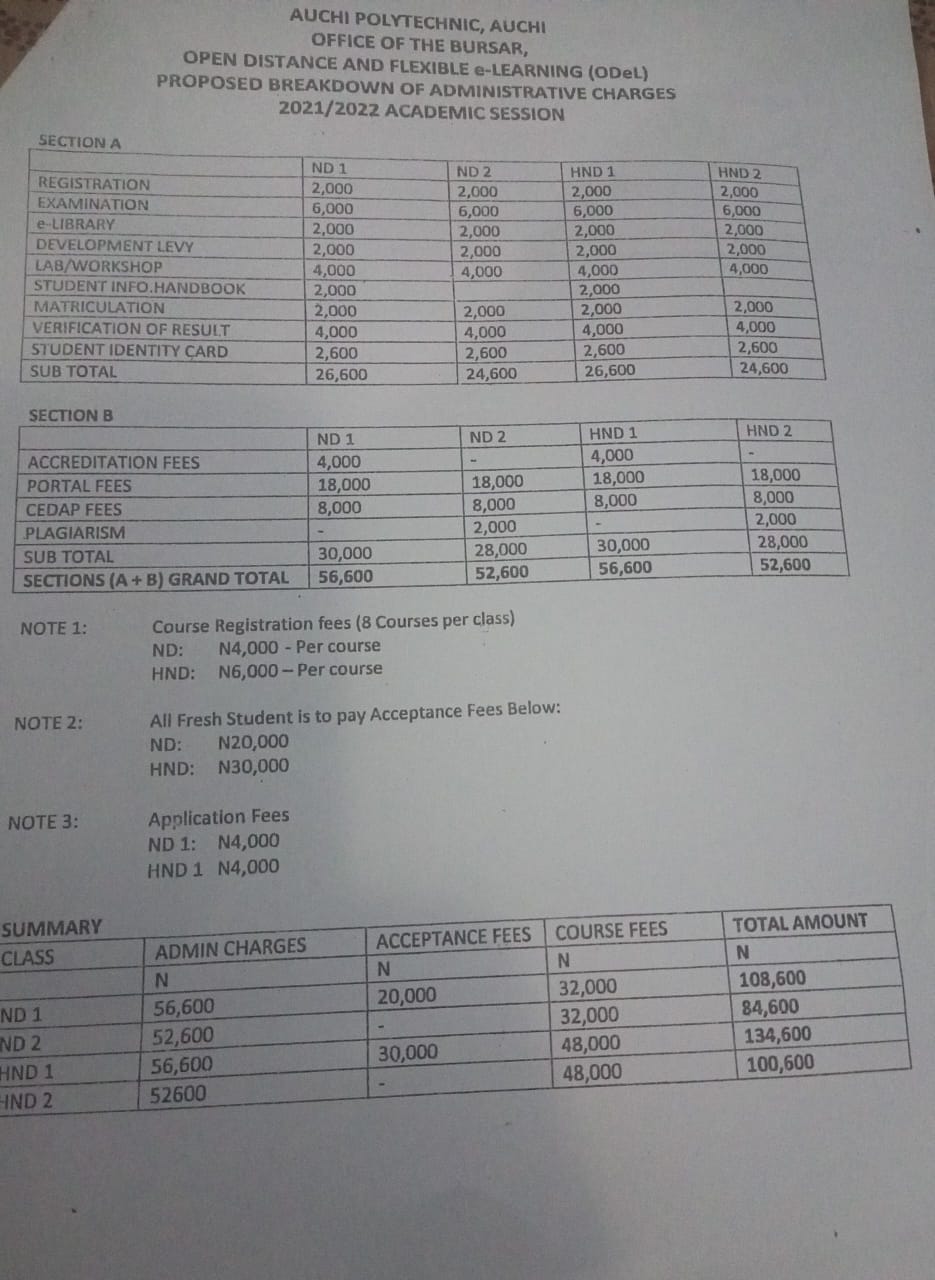 AUCHI POLYTECHNIC, AUCHI
OFFICE OF THE BURSAR,
OPEN DISTANCE AND FLEXIBLE e-LEARNING (ODeL)
PROPOSED BREAKDOWN OF ADMINISTRATIVE CHARGES
2021/2022 ACADEMIC SESSION
SECTION A
ND 1 ND 2 HND 1 HND 2
REGISTRATION 2,000 2,000 2,000 2,000
EXAMINATION 6,000 6,000 6,000 6,000
e-LIBRARY 2,000 2,000 2,000 2,000
DEVELOPMENT LEVY 2,000 2,000 2,000 2,000
LAB/WORKSHOP 4,000 4,000 4,000 4,000
STUDENT INFO.HANDBOOK 2,000 2,000
MATRICULATION 2,000 2,000 2,000 2,000
VERIFICATION OF RESULT 4,000 4,000 4,000 4,000
STUDENT IDENTITY CARD 2,600 2,600 2,600 2,600
SUB TOTAL 26,600 24,600 26,600 24,600
SECTION B
ND 1 ND 2 HND 1 HND 2
ACCREDITATION FEES 4,000 - 4,000 -
PORTAL FEES 18,000 18,000 18,000 18,000
CEDAP FEES 8,000 8,000 8,000 8,000
PLAGIARISM - 2,000 - 2,000
SUB TOTAL 30,000 28,000 30,000 28,000
SECTIONS (A + B) GRAND TOTAL 56,600 52,600 56,600 52,600
NOTE 1: Course Registration fees (8 Courses per class)
ND: N4,000 - Per course
HND: N6,000 – Per course
NOTE 2: All Fresh Student is to pay Acceptance Fees Below:
ND: N20,000
HND: N30,000
NOTE 3: Application Fees
ND 1: N4,000
HND 1 N4,000
SUMMARY
CLASS ADMIN CHARGES ACCEPTANCE FEES COURSE FEES TOTAL AMOUNT
N N N N
ND 1 56,600 20,000 32,000 108,600
ND 2 52,600 - 32,000 84,600
HND 1 56,600 30,000 48,000 134,600
HND 2 52600 - 48,000 100,600